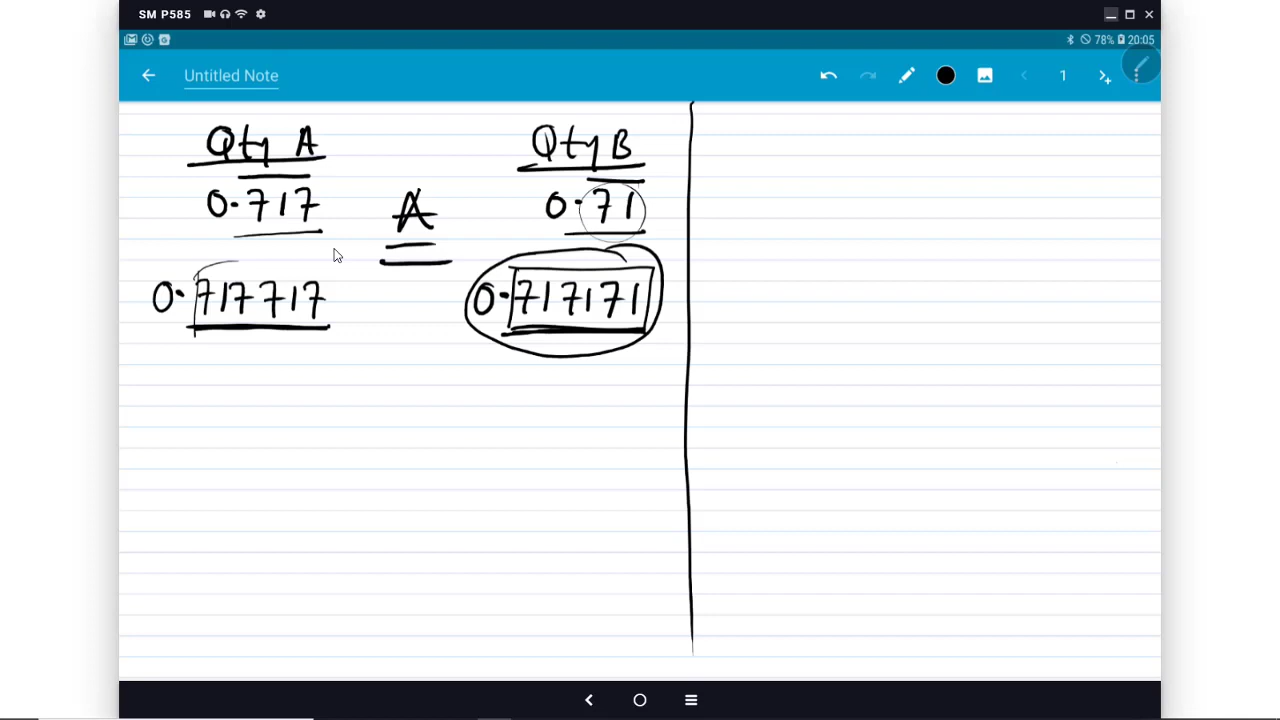 SM P585
78% 20:05
Untitled Note
1
Qty A
Qty B
0.717
A
0.71
0.717717
0.717171